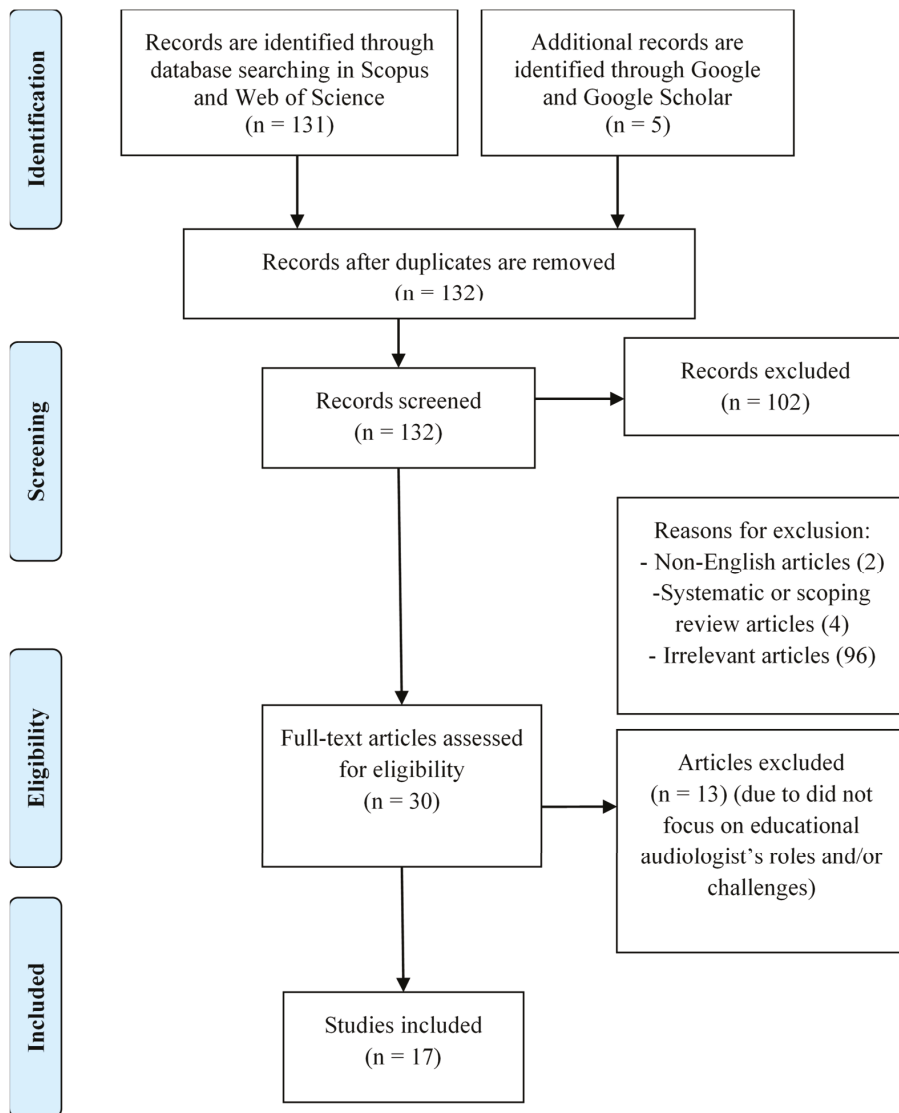 Identification
Records are identified through
database searching in Scopus
and Web of Science
(n = 131)
Additional records are
identified through Google
and Google Scholar
(n = 5)
Records after duplicates are removed
(n = 132)
Screening
Records screened
(n = 132)
Records excluded
(n = 102)
Reasons for exclusion:
- Non-English articles (2)
-Systematic or scoping
review articles (4)
- Irrelevant articles (96)
Eligibility
Full-text articles assessed
for eligibility
(n = 30)
Articles excluded
(n = 13) (due to did not
focus on educational
audiologist’s roles and/or
challenges)
Included
Studies included
(n = 17)